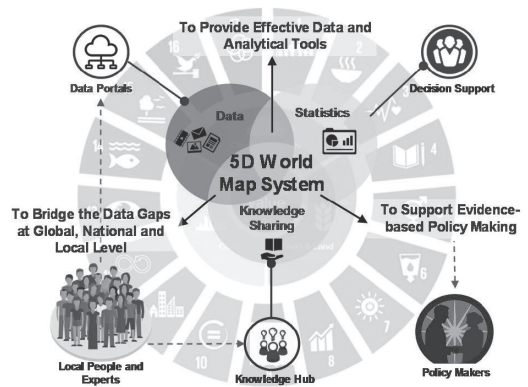 To Provide Effective Data and
Analytical Tools
Data Portals
Decision Support
Data
Statistics
5D World
Map System
Knowledge
Sharing
To Bridge the Data Gaps
at Global, National and
Local Level
To Support Evidence-
based Policy Making
Local People and
Experts
Knowledge Hub
Policy Makers
16
2
4
14
6
7
8
10